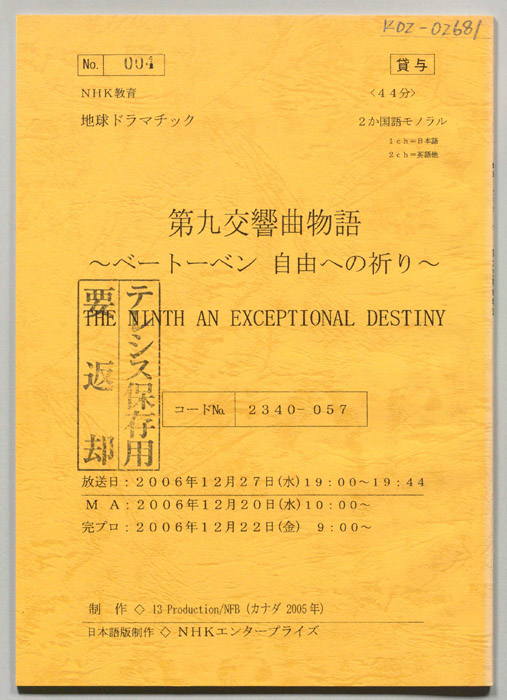 KDZ-02681
No. 004
貸与
NHK教育
〈44分〉
地球ドラマチック
2か国語モノラル
1ch=日本語
2ch=英語他
第九交響曲物語
～ベートーベン 自由への祈り～
THE NINTH AN EXCEPTIONAL DESTINY
テレシス保存用
要返却
コードNo. 2340-057
放送日：2006年12月27日(水)19:00～19:44
MA：2006年12月20日(水)10:00～
完プロ：2006年12月22日(金) 9:00～
制作◇ 13 Production/NFB (カナダ 2005年)
日本語版制作◇NHKエンタープライズ